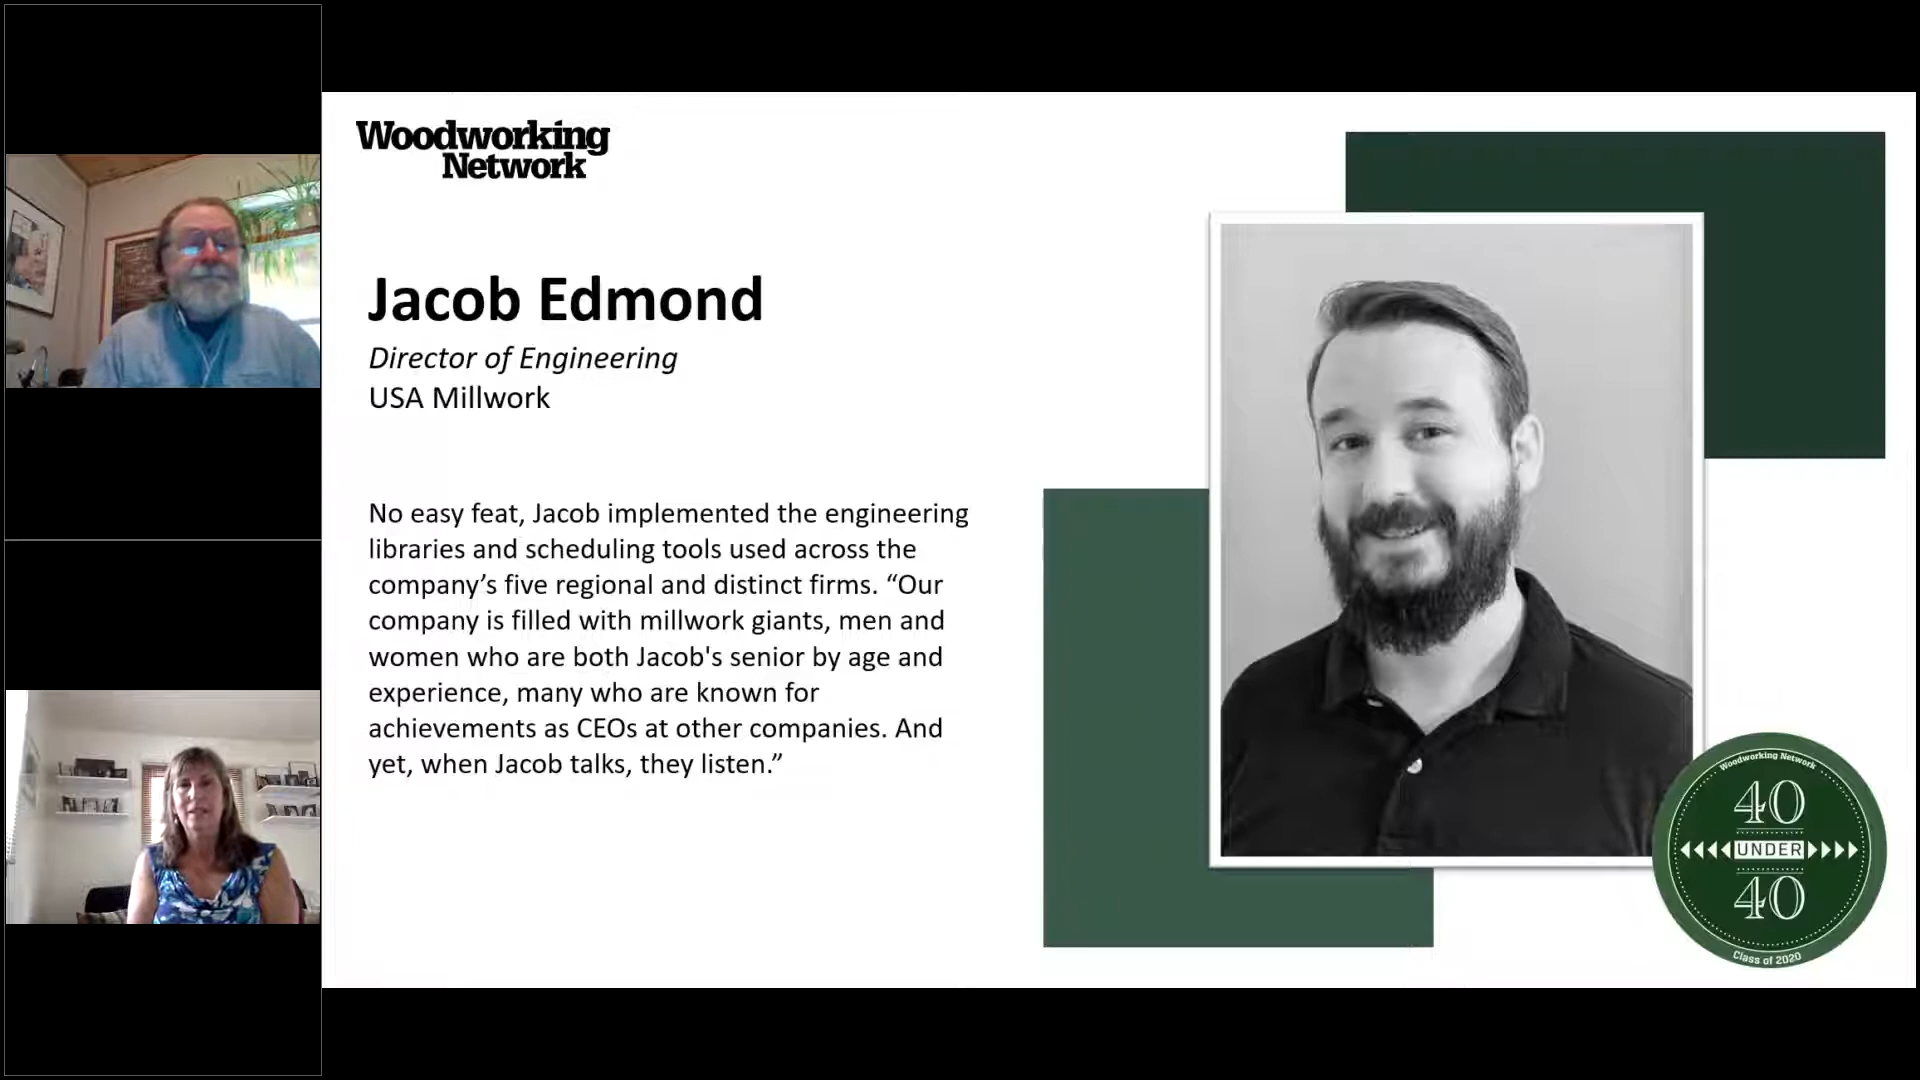 Woodworking
Network
Jacob Edmond
Director of Engineering
USA Millwork
No easy feat, Jacob implemented the engineering
libraries and scheduling tools used across the
company’s five regional and distinct firms. “Our
company is filled with millwork giants, men and
women who are both Jacob's senior by age and
experience, many who are known for
achievements as CEOs at other companies. And
yet, when Jacob talks, they listen.”
Woodworking Network
40
UNDER
40
Class of 2020